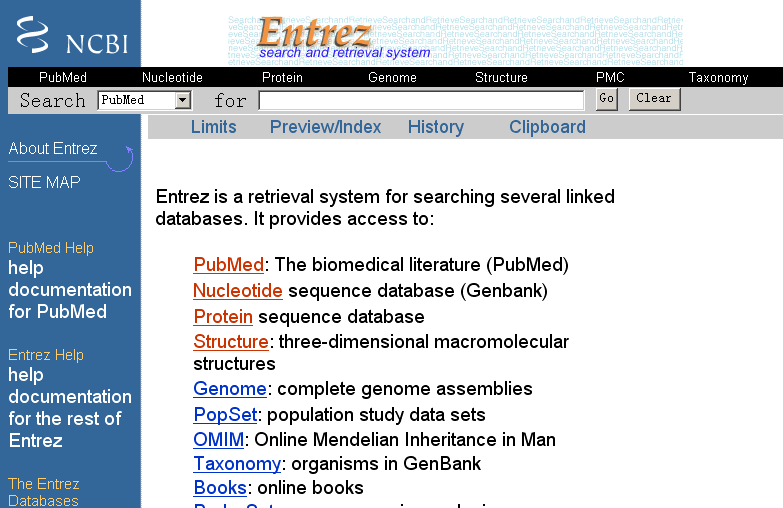 NCBI
Entrez
search and retrieval system
PubMed Nucleotide Protein Genome Structure PMC Taxonomy
Search PubMed for Go Clear
Limits Preview/Index History Clipboard
About Entrez
SITE MAP
PubMed Help
help
documentation
for PubMed
Entrez Help
help
documentation
for the rest of
Entrez
The Entrez
Databases
Entrez is a retrieval system for searching several linked
databases. It provides access to:
PubMed: The biomedical literature (PubMed)
Nucleotide sequence database (Genbank)
Protein sequence database
Structure: three-dimensional macromolecular
structures
Genome: complete genome assemblies
PopSet: population study data sets
OMIM: Online Mendelian Inheritance in Man
Taxonomy: organisms in GenBank
Books: online books